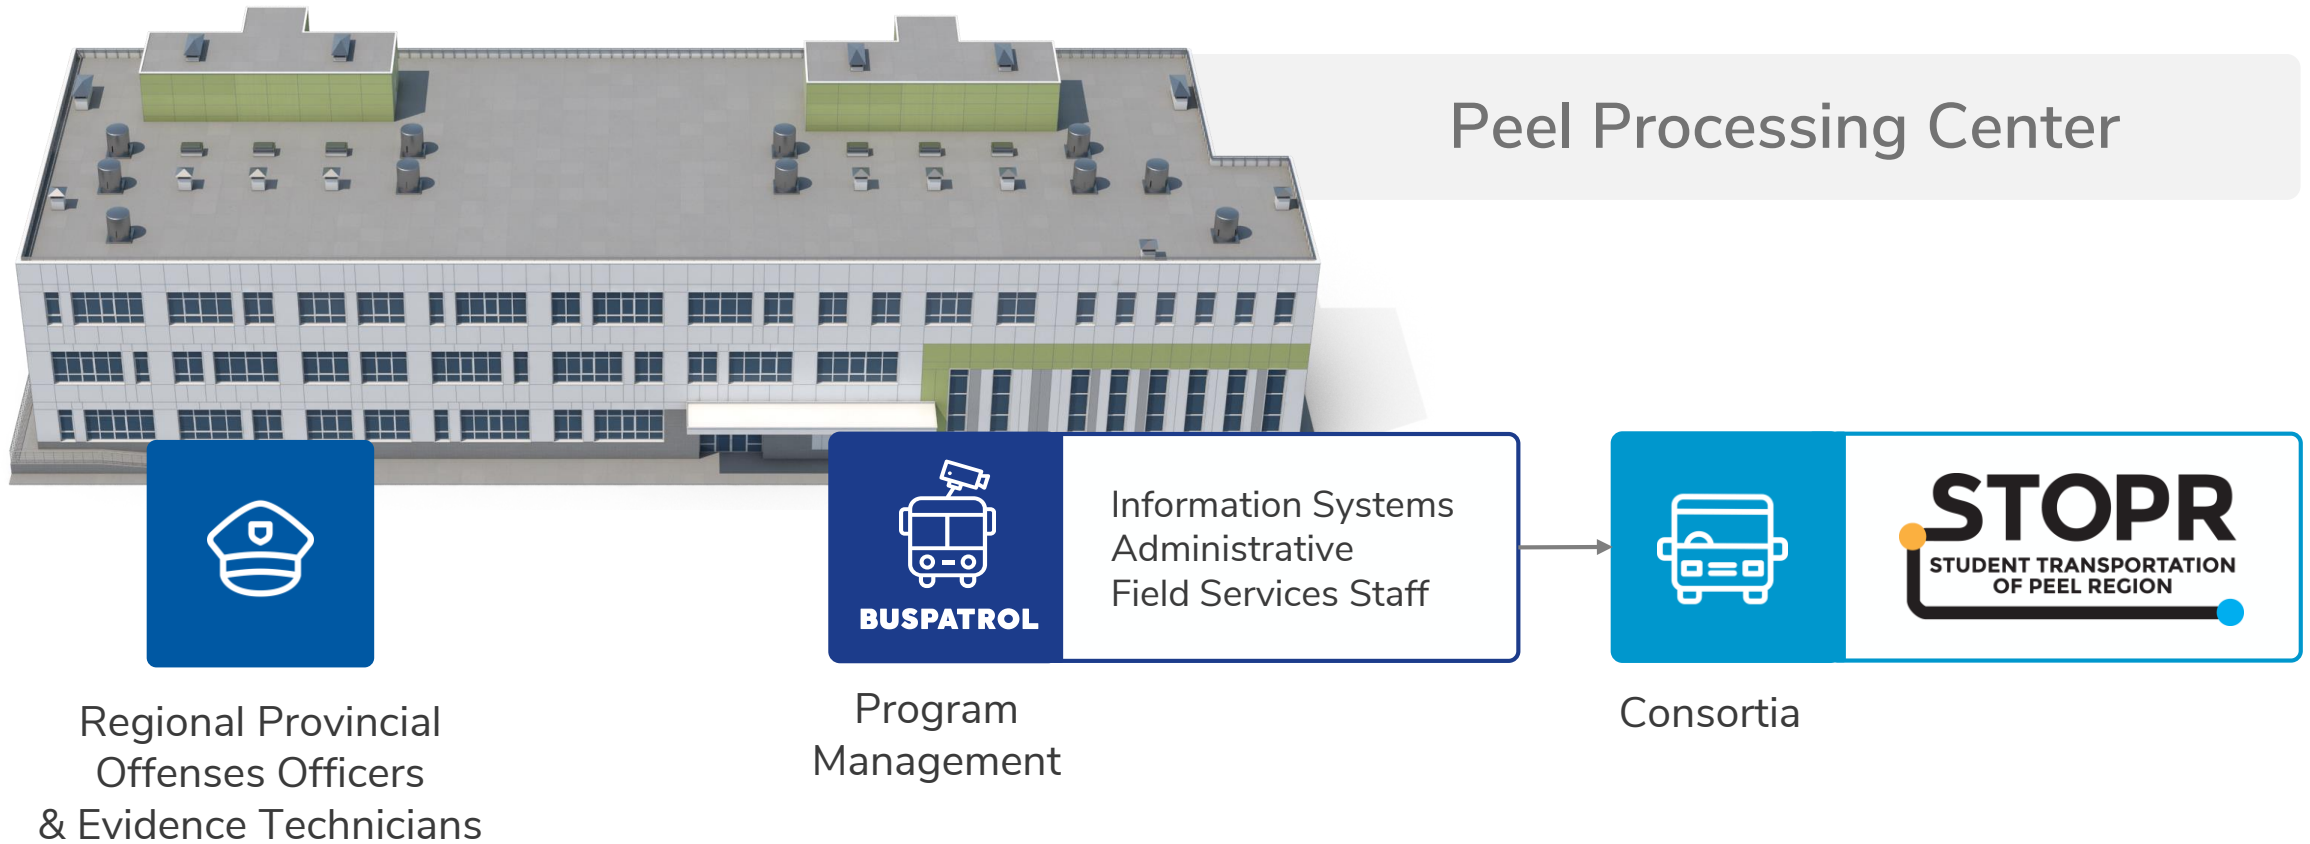 Peel Processing Center
BUSPATROL
Information Systems
Administrative
Field Services Staff
STOPR
STUDENT TRANSPORTATION
OF PEEL REGION
Regional Provincial
Offenses Officers
& Evidence Technicians
Program
Management
Consortia